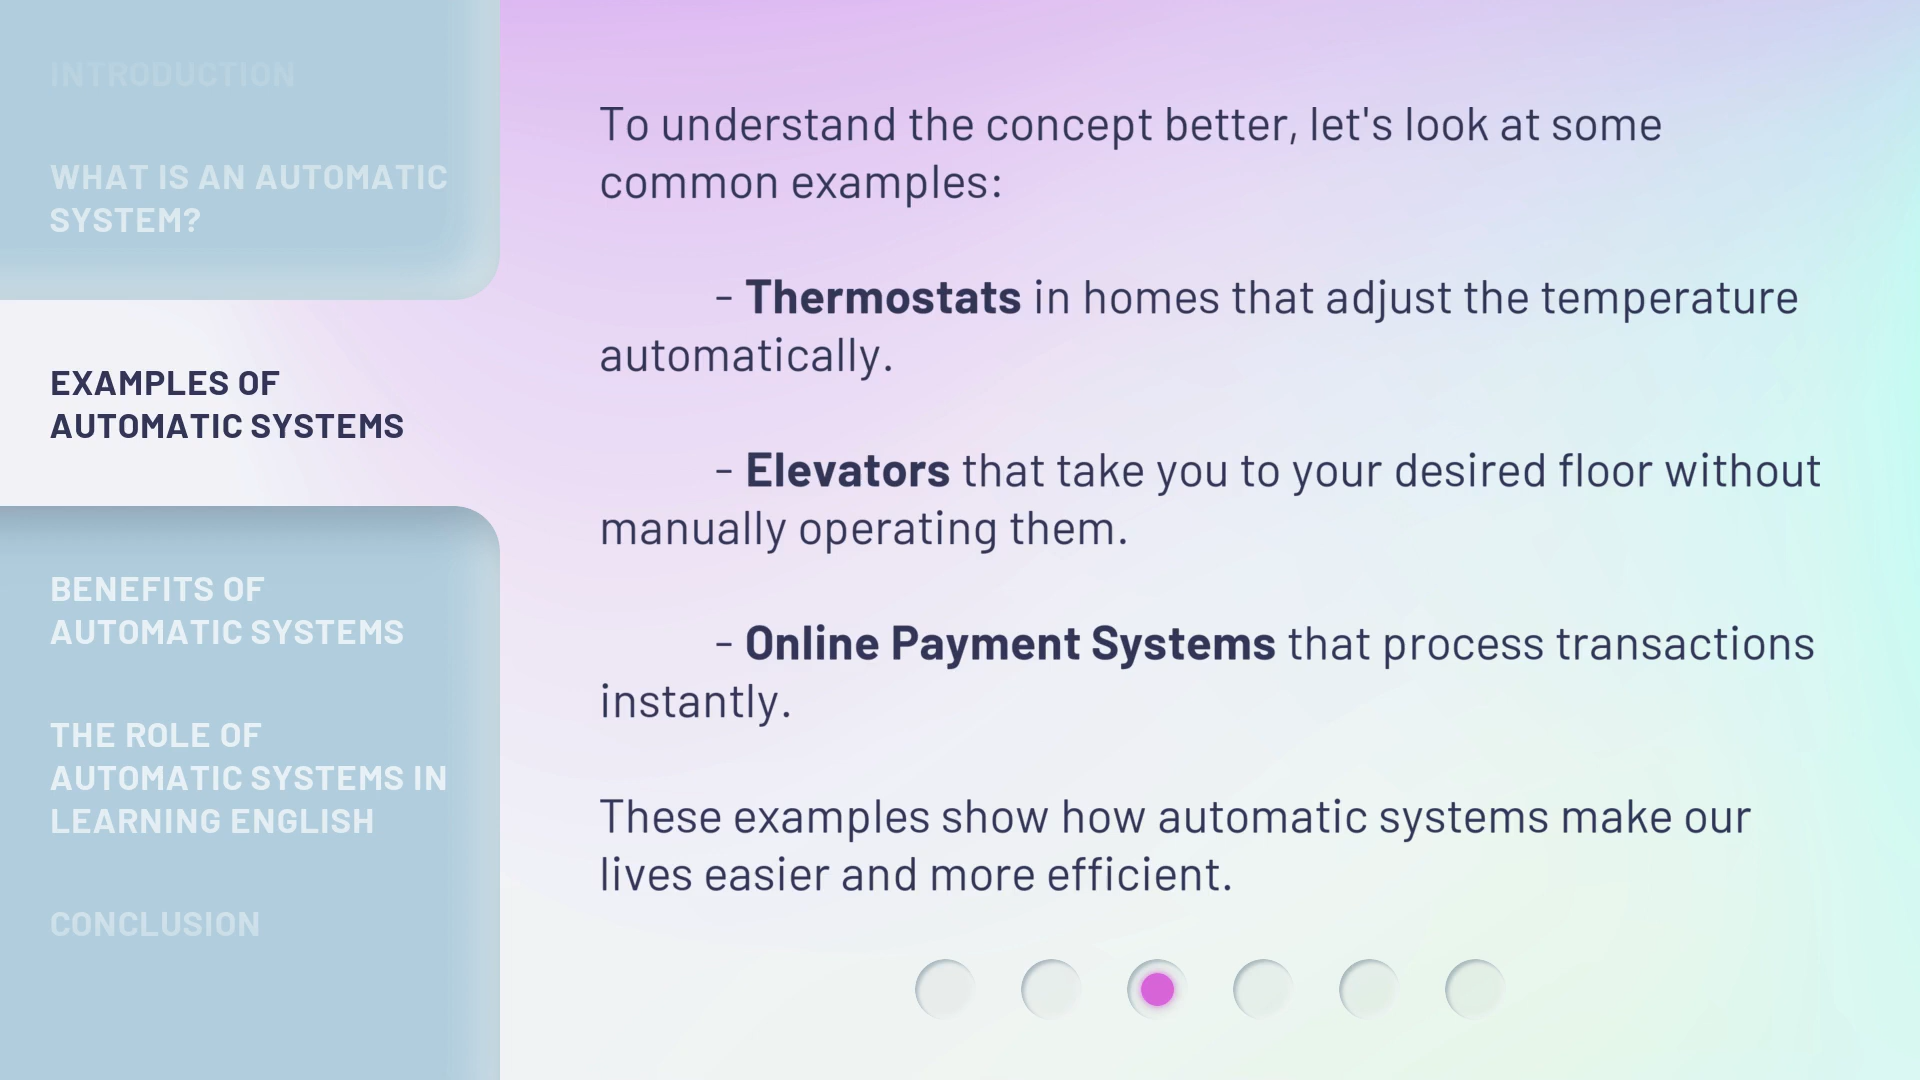 INTRODUCTION
WHAT IS AN AUTOMATIC
SYSTEM?
EXAMPLES OF
AUTOMATIC SYSTEMS
BENEFITS OF
AUTOMATIC SYSTEMS
THE ROLE OF
AUTOMATIC SYSTEMS IN
LEARNING ENGLISH
CONCLUSION
To understand the concept better, let's look at some
common examples:
- Thermostats in homes that adjust the temperature
automatically.
- Elevators that take you to your desired floor without
manually operating them.
- Online Payment Systems that process transactions
instantly.
These examples show how automatic systems make our
lives easier and more efficient.